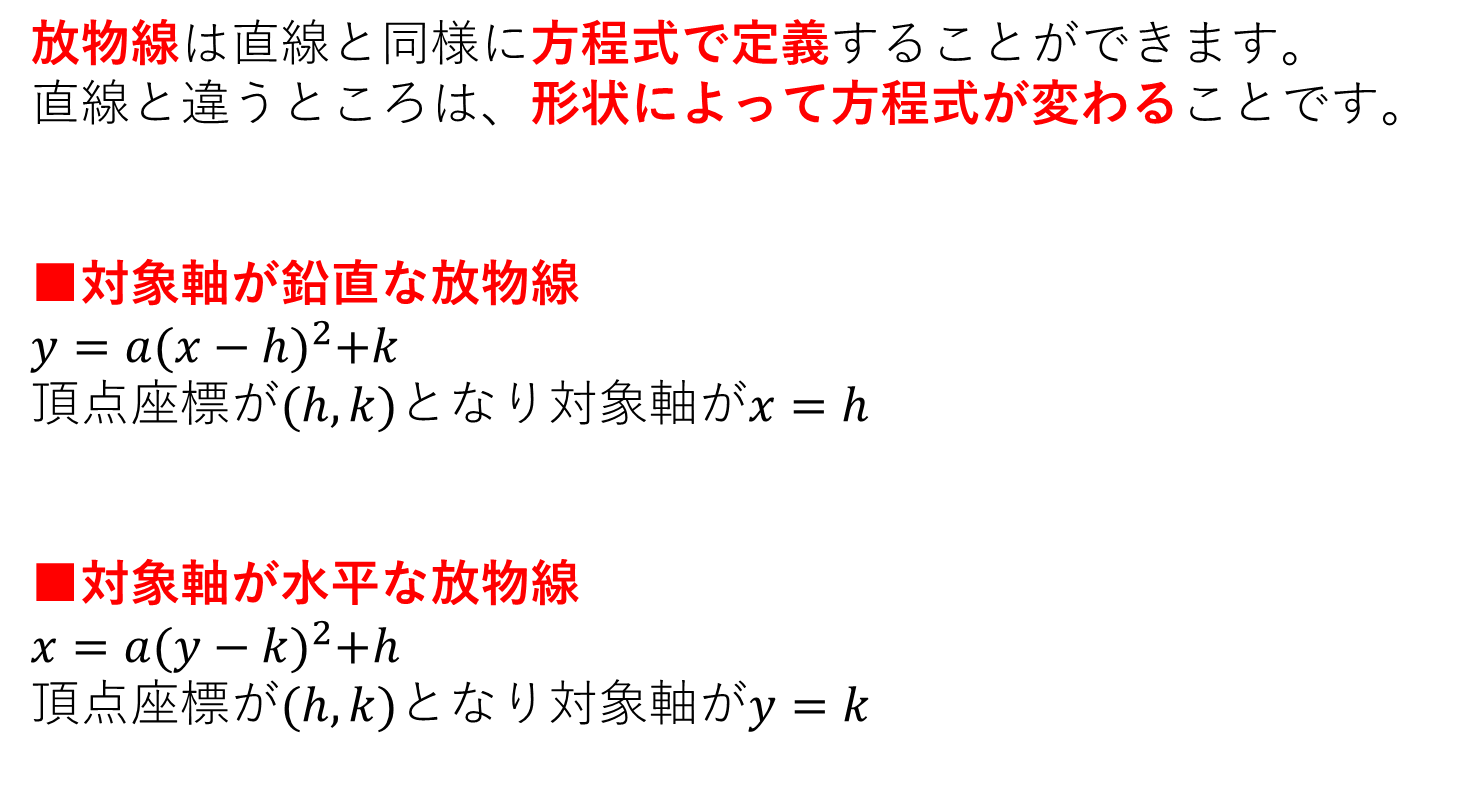 放物線は直線と同様に方程式で定義することができます。
直線と違うところは、形状によって方程式が変わることです。
■対象軸が鉛直な放物線
y = a(x − h)²+k
頂点座標が(h, k)となり対象軸がx = h
■対象軸が水平な放物線
x = a(y − k)²+h
頂点座標が(h, k)となり対象軸がy = k